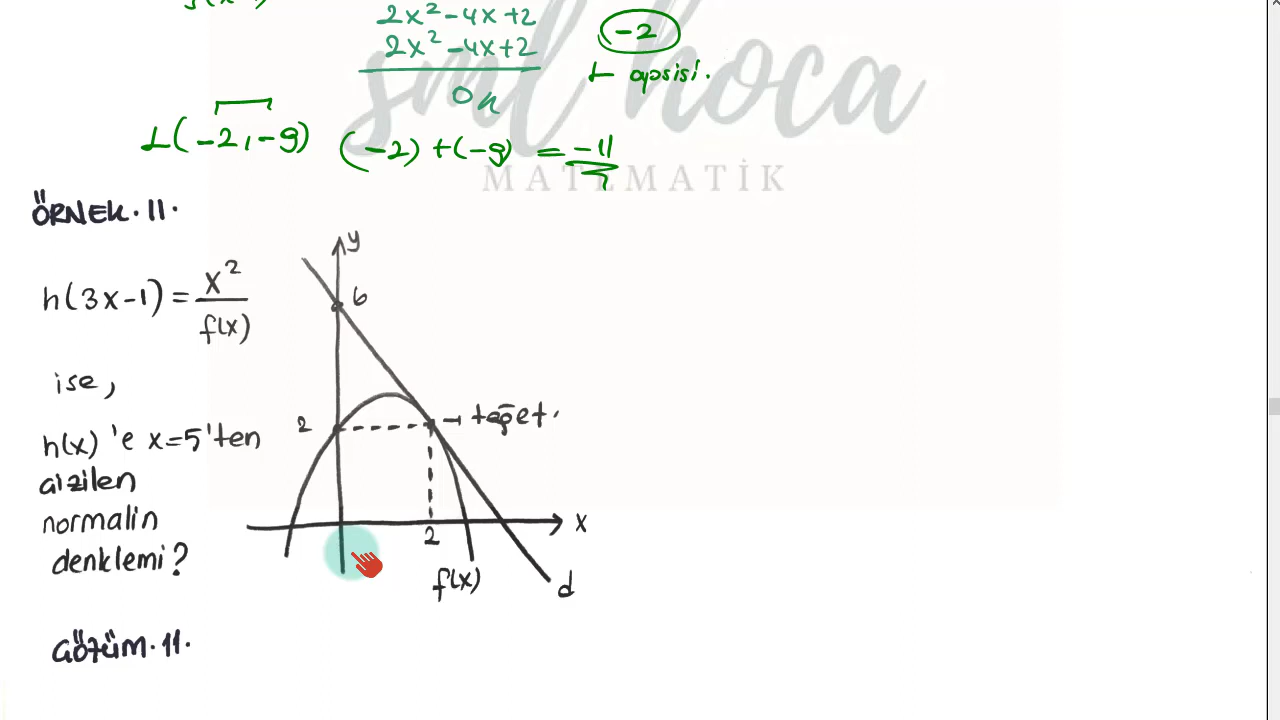 2x² - 4x + 2
2x² - 4x + 2
0
-2
apsisi.
(-2, -9) (-2) + (-9) = -11
sml hoca
MATEMATİK
ÖRNEK.11.
h(3x-1) = x² / f(x)
ise,
h(x) 'e x=5'ten
çizilen
normalin
denklemi?
y
6
2
teğet.
x
2
f(x)
d
ÇÖZÜM.11.